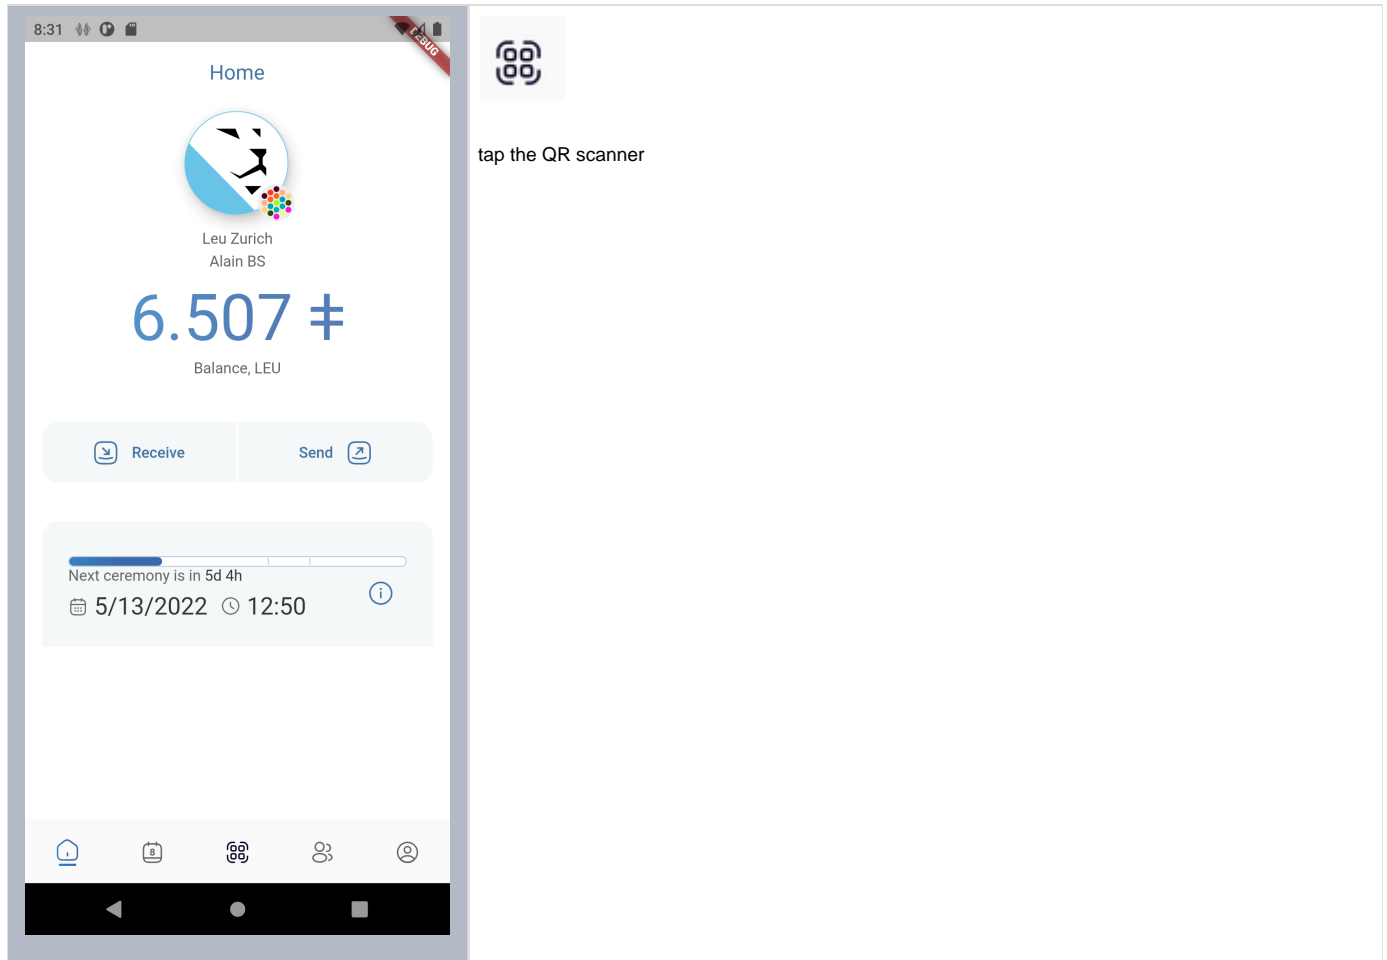 8:31
DEBUG
Home
Leu Zurich
Alain BS
6.507 ⵐ
Balance, LEU
Receive
Send
Next ceremony is in 5d 4h
5/13/2022 12:50
8
tap the QR scanner